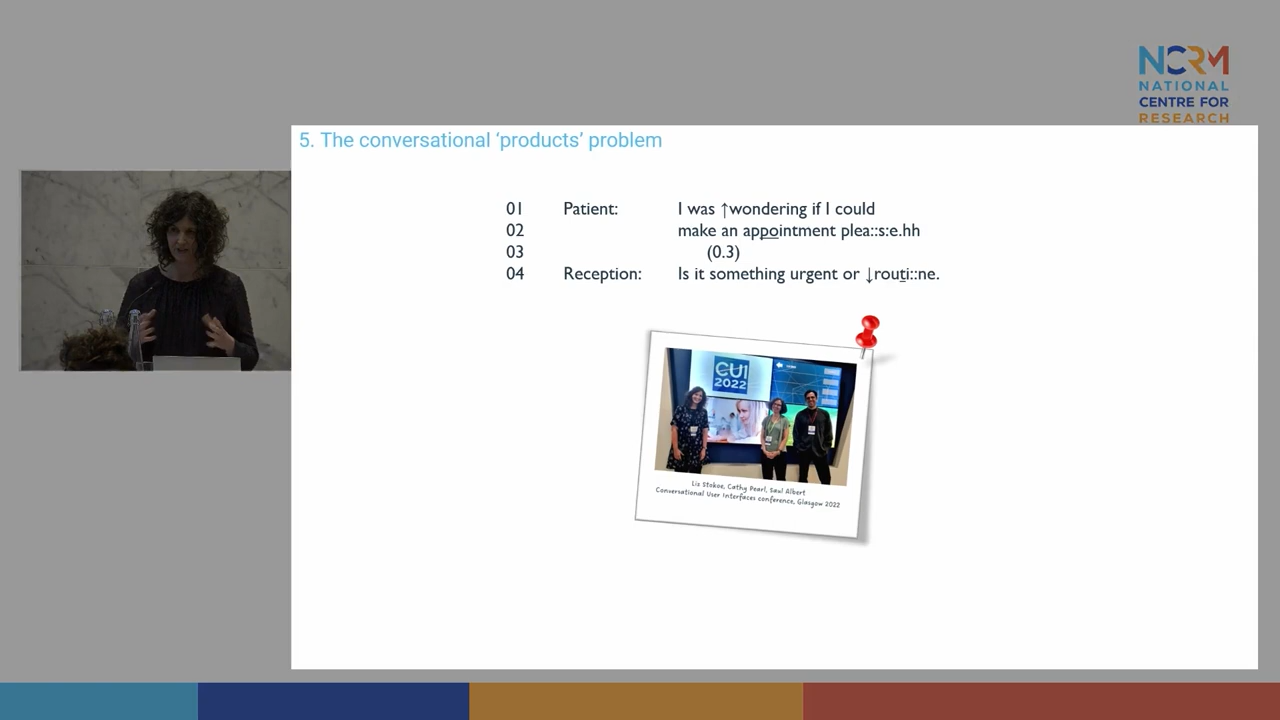 NCRM
NATIONAL
CENTRE FOR
RESEARCH
5. The conversational ‘products’ problem
01 Patient: I was ↑wondering if I could
02 make an appointment plea::s:e.hh
03 (0.3)
04 Reception: Is it something urgent or ↓routi::ne.
CUI
2022
Liz Stokoe, Cathy Pearl, Saul Albert
Conversational User Interfaces conference, Glasgow 2022